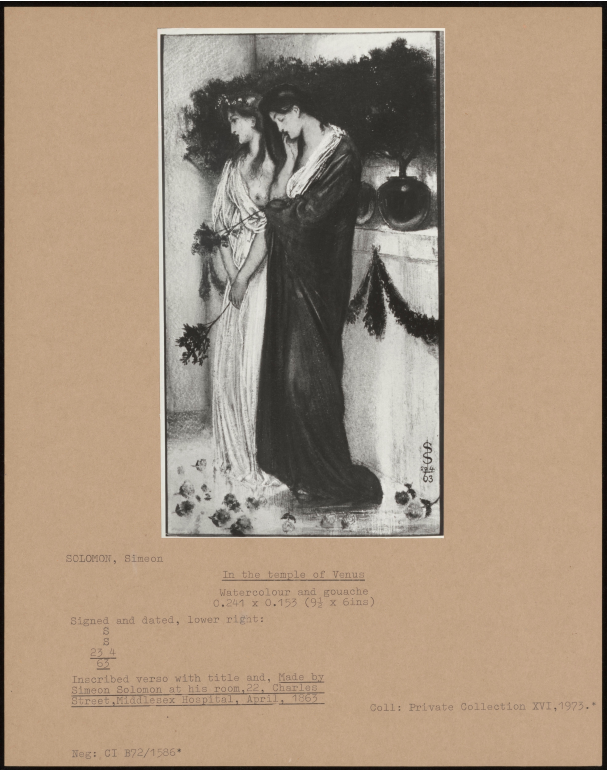 S
S
23 4
63
SOLOMON, Simeon
In the temple of Venus
Watercolour and gouache
0.241 x 0.153 (9½ x 6ins)
Signed and dated, lower right:
S
S
23 4
63
Inscribed verso with title and, Made by
Simeon Solomon at his room,22, Charles
Street,Middlesex Hospital, April, 1863
Coll: Private Collection XVI,1973.*
Neg: CI B72/1586*